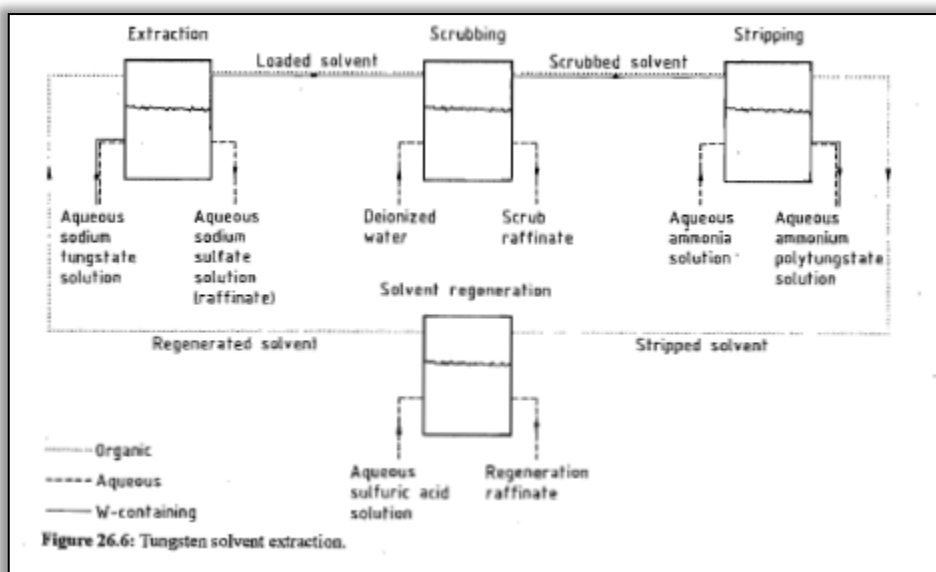 Extraction
Scrubbing
Stripping
Loaded solvent
Scrubbed solvent
Aqueous
sodium
tungstate
solution
Aqueous
sodium
sulfate
solution
(raffinate)
Deionized
water
Scrub
raffinate
Aqueous
ammonia
solution
Aqueous
ammonium
polytungstate
solution
Solvent regeneration
Regenerated solvent
Stripped solvent
Aqueous
sulfuric acid
solution
Regeneration
raffinate
Organic
Aqueous
W-containing
Figure 26.6: Tungsten solvent extraction.